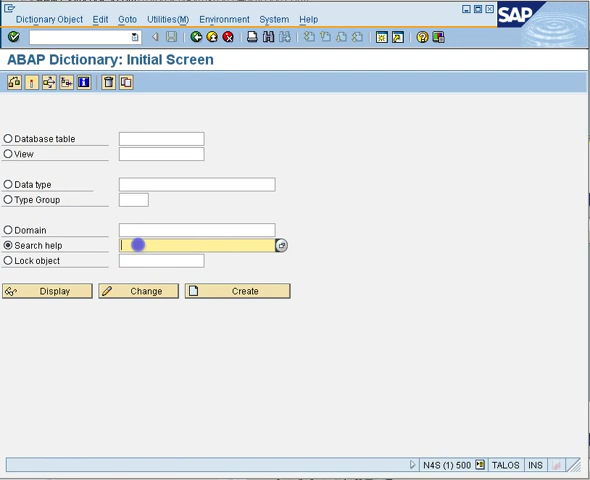 Dictionary Object Edit Goto Utilities(M) Environment System Help
SAP
ABAP Dictionary: Initial Screen
Database table
View
Data type
Type Group
Domain
Search help
Lock object
Display Change Create
N4S (1) 500 TALOS INS